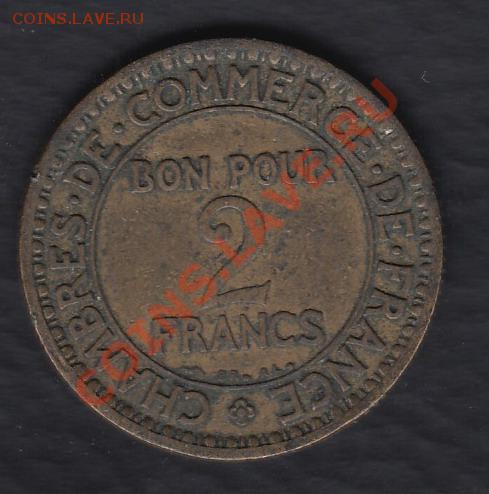 COINS.LAVE.RU
CHAMBRES·DE·COMMERCE·DE·FRANCE
BON POUR
2
FRANCS
COINS.LAVE.RU